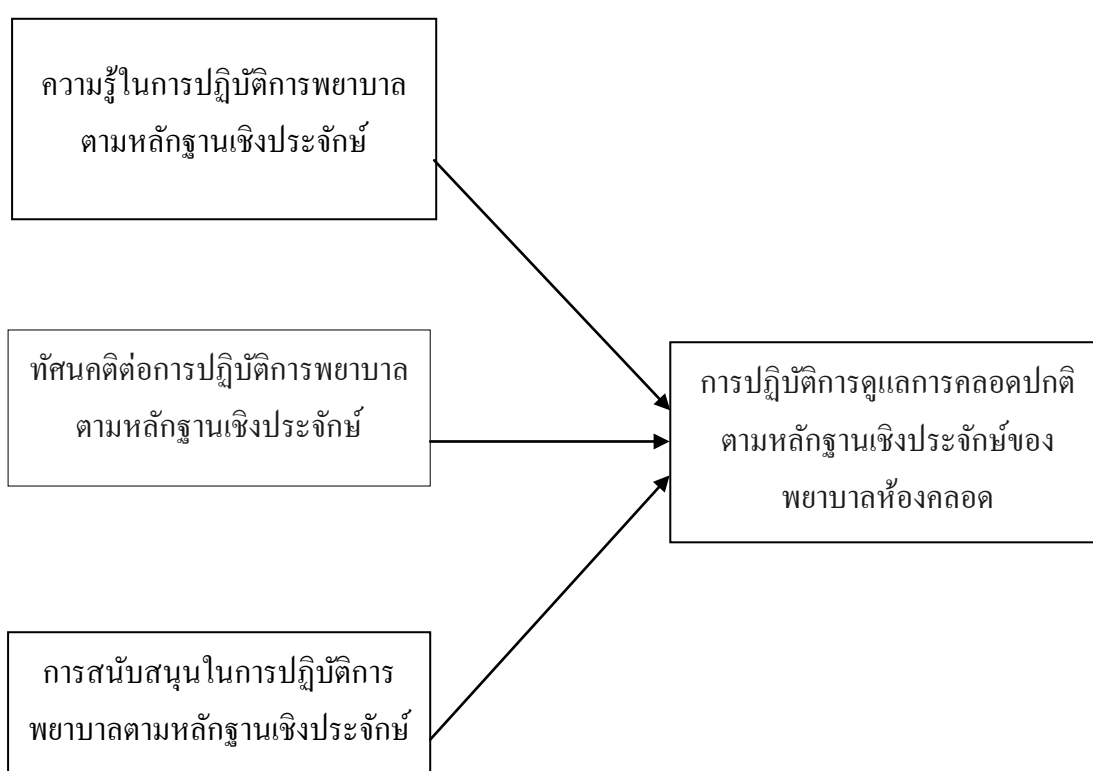 ความรู้ในการปฏิบัติการพยาบาล
ตามหลักฐานเชิงประจักษ์
ทัศนคติต่อการปฏิบัติการพยาบาล
ตามหลักฐานเชิงประจักษ์
การปฏิบัติการดูแลการคลอดปกติ
ตามหลักฐานเชิงประจักษ์ของ
พยาบาลห้องคลอด
การสนับสนุนในการปฏิบัติการ
พยาบาลตามหลักฐานเชิงประจักษ์